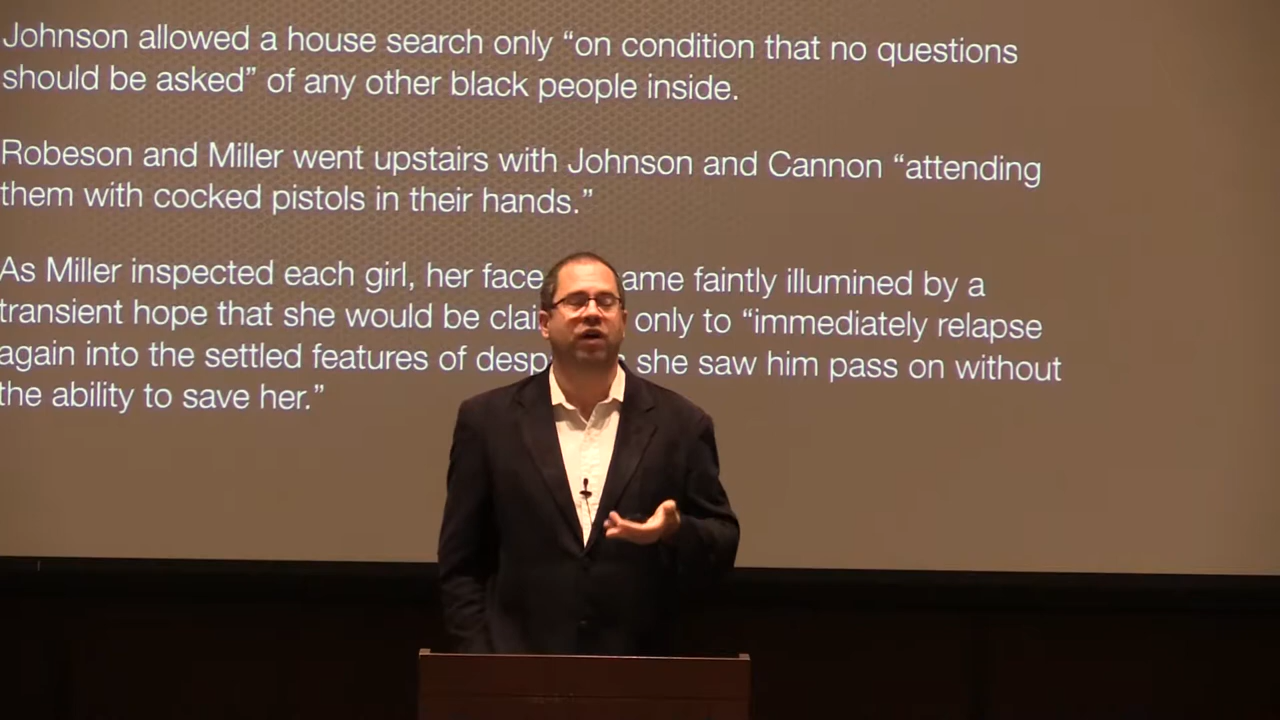 Johnson allowed a house search only “on condition that no questions
should be asked” of any other black people inside.
Robeson and Miller went upstairs with Johnson and Cannon “attending
them with cocked pistols in their hands.”
As Miller inspected each girl, her face ame faintly illumined by a
transient hope that she would be clai only to “immediately relapse
again into the settled features of desp she saw him pass on without
the ability to save her.”